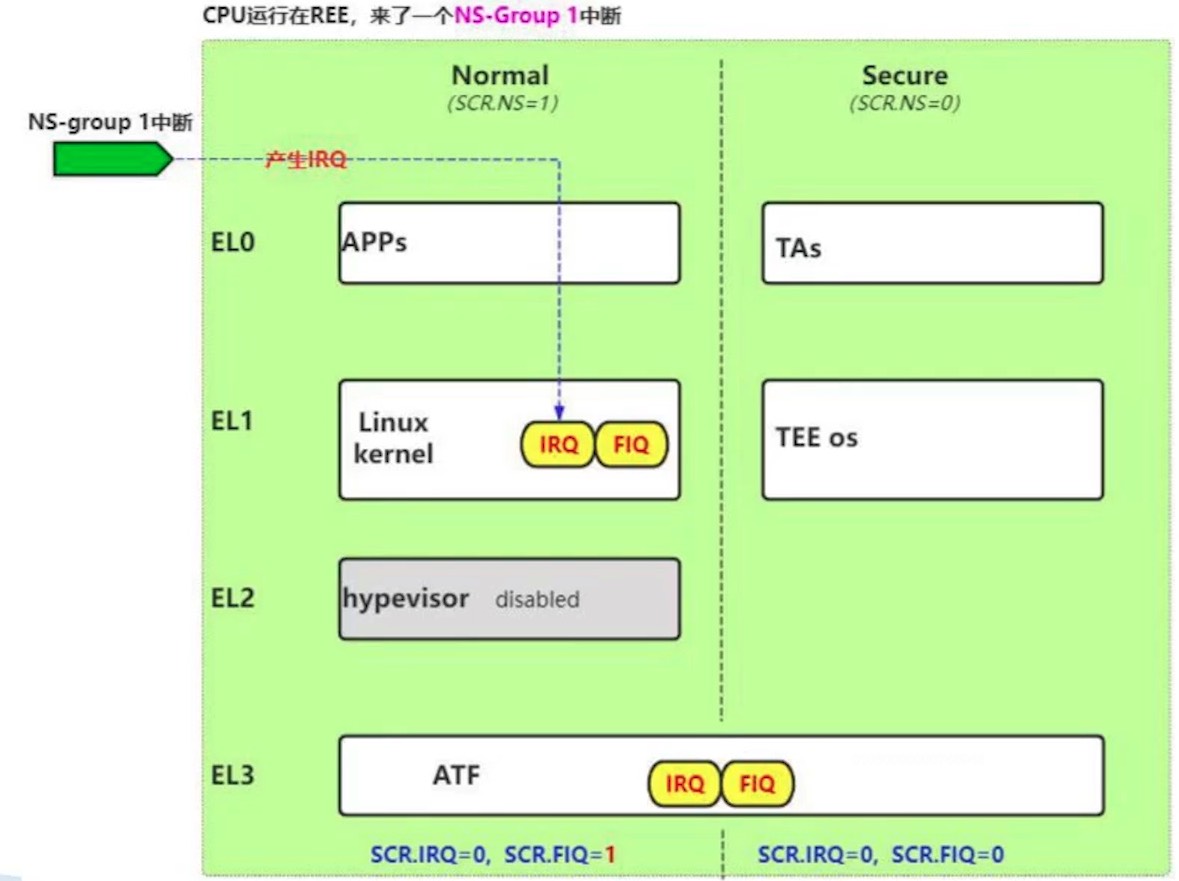 CPU运行在REE，来了一个NS-Group 1中断
Normal
(SCR.NS=1)
Secure
(SCR.NS=0)
NS-group 1中断
产生IRQ
EL0
APPs
TAs
EL1
Linux
kernel
IRQ
FIQ
TEE os
EL2
hypevisor disabled
EL3
ATF
IRQ
FIQ
SCR.IRQ=0, SCR.FIQ=1
SCR.IRQ=0, SCR.FIQ=0